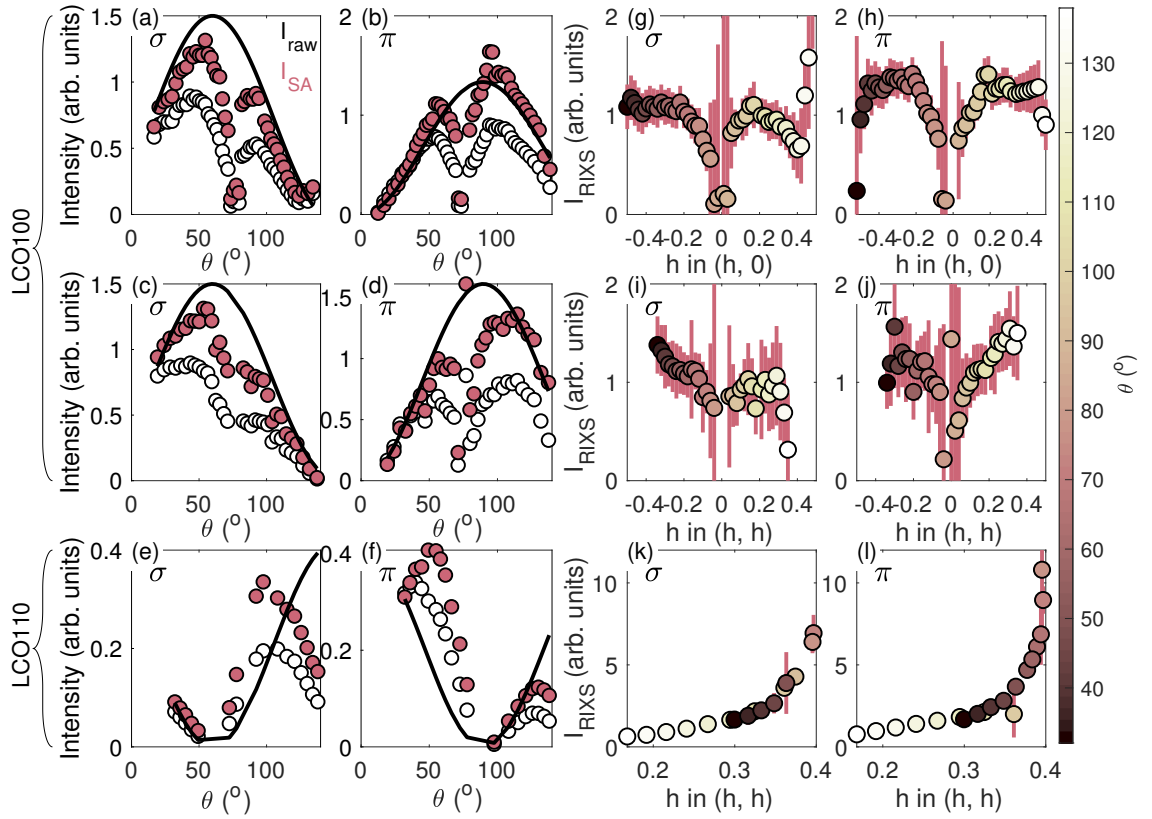 (a) σ I_raw I_SA
(b) π
(g) σ
(h) π
Intensity (arb. units)
0 0.5 1 1.5
0 50 100
θ (°)
0 1 2
0 50 100
θ (°)
I_RIXS (arb. units)
0 1 2
-0.4 -0.2 0 0.2 0.4
h in (h, 0)
0 1 2
-0.4 -0.2 0 0.2 0.4
h in (h, 0)
LCO100
(c) σ
(d) π
(i) σ
(j) π
Intensity (arb. units)
0 0.5 1 1.5
0 50 100
θ (°)
0 0.5 1 1.5
0 50 100
θ (°)
I_RIXS (arb. units)
0 1 2
-0.4 -0.2 0 0.2 0.4
h in (h, h)
0 1 2
-0.4 -0.2 0 0.2 0.4
h in (h, h)
LCO110
(e) σ
(f) π
(k) σ
(l) π
Intensity (arb. units)
0 0.2 0.4
0 50 100
θ (°)
0 0.2 0.4
0 50 100
θ (°)
I_RIXS (arb. units)
0 5 10
0.2 0.3 0.4
h in (h, h)
0 5 10
0.2 0.3 0.4
h in (h, h)
130
120
110
100
90
80
70
60
50
40
θ (°)